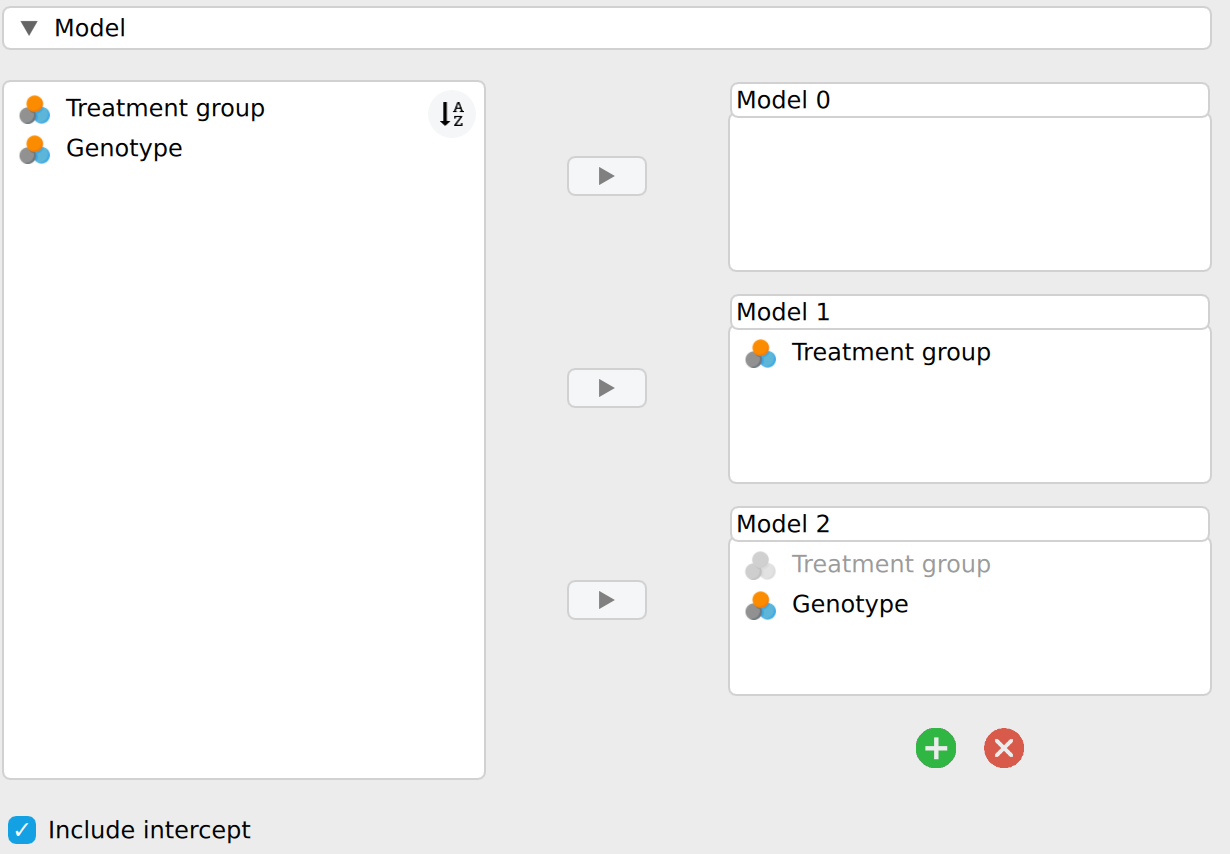 Model
Treatment group
A
Z
Genotype
Model 0
Model 1
Treatment group
Model 2
Treatment group
Genotype
Include intercept